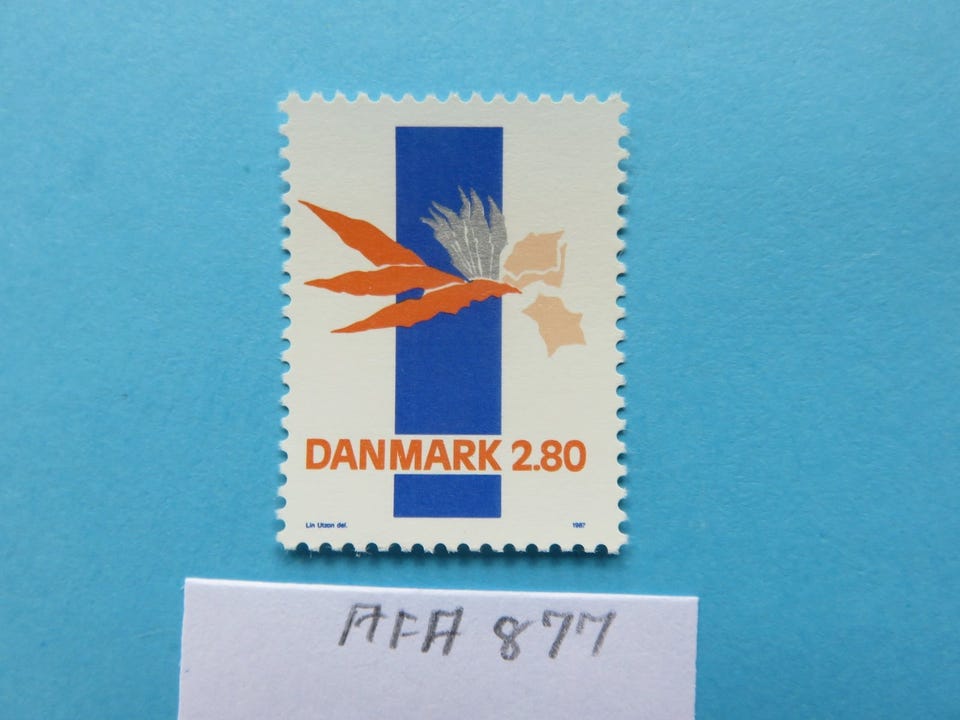 DANMARK 2.80
Lin Utzon del. 1987
AFA 877